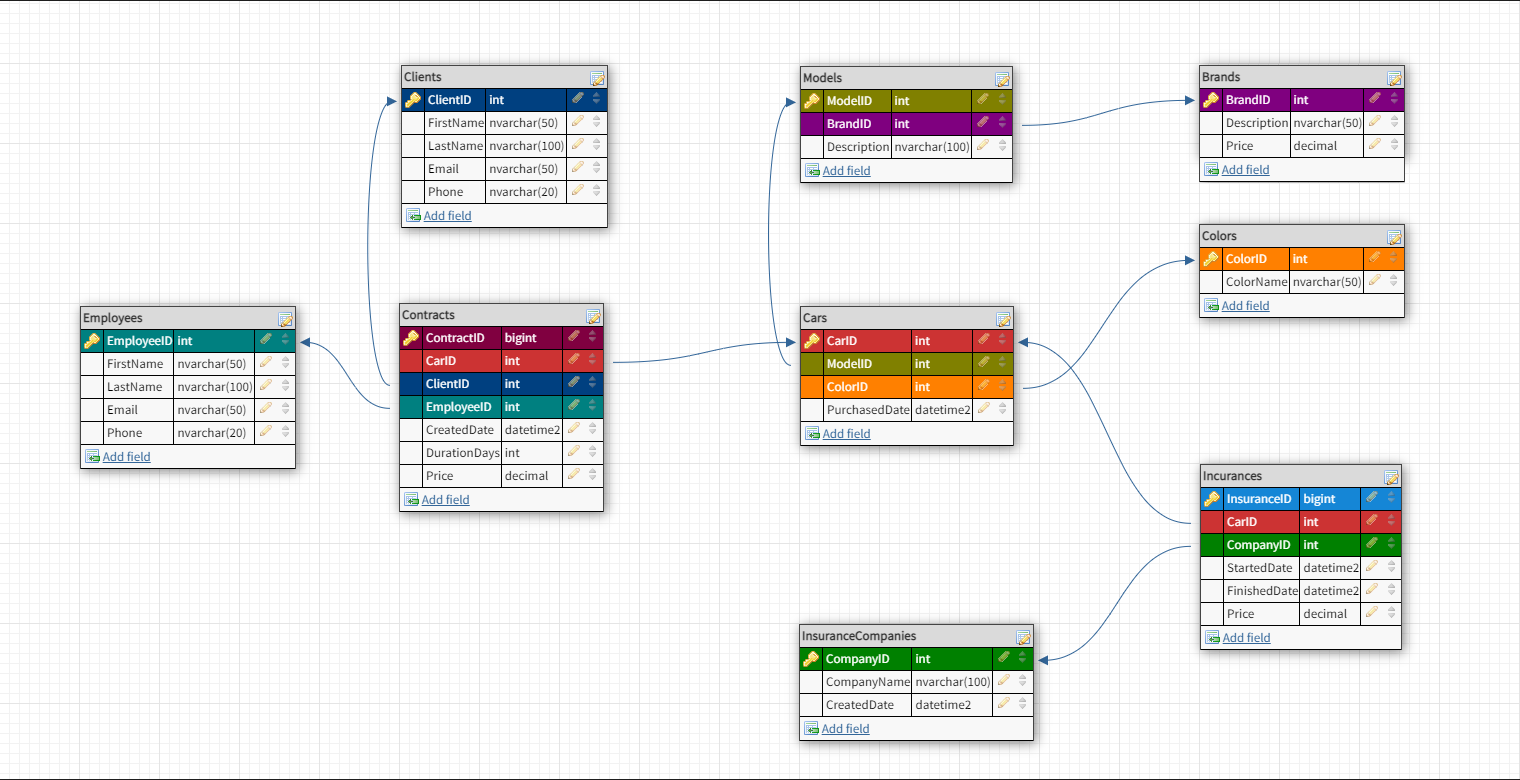 Clients
ClientID int
FirstName nvarchar(50)
LastName nvarchar(100)
Email nvarchar(50)
Phone nvarchar(20)
Add field
Models
ModelID int
BrandID int
Description nvarchar(100)
Add field
Brands
BrandID int
Description nvarchar(50)
Price decimal
Add field
Colors
ColorID int
ColorName nvarchar(50)
Add field
Employees
EmployeeID int
FirstName nvarchar(50)
LastName nvarchar(100)
Email nvarchar(50)
Phone nvarchar(20)
Add field
Contracts
ContractID bigint
CarID int
ClientID int
EmployeeID int
CreatedDate datetime2
DurationDays int
Price decimal
Add field
Cars
CarID int
ModelID int
ColorID int
PurchasedDate datetime2
Add field
Incurances
InsuranceID bigint
CarID int
CompanyID int
StartedDate datetime2
FinishedDate datetime2
Price decimal
Add field
InsuranceCompanies
CompanyID int
CompanyName nvarchar(100)
CreatedDate datetime2
Add field